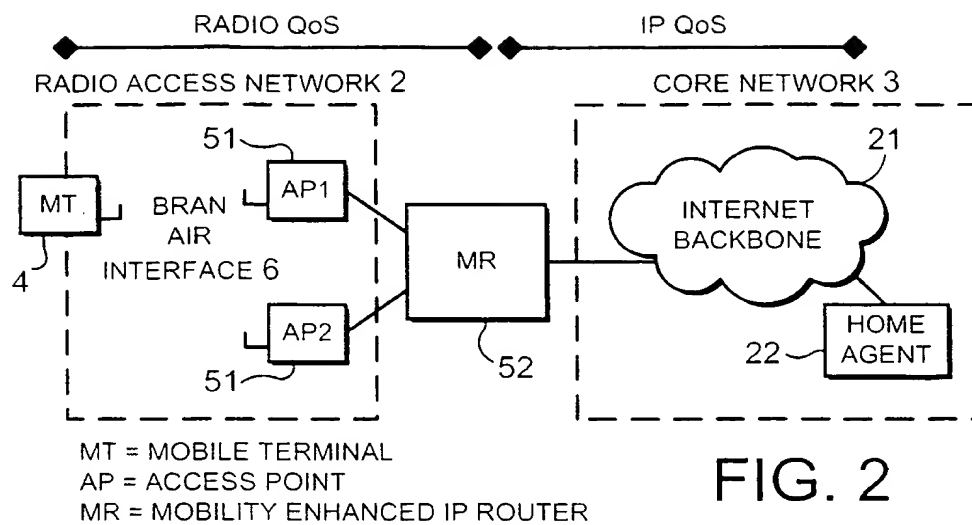 RADIO QoS
IP QoS
RADIO ACCESS NETWORK 2
CORE NETWORK 3
51
21
AP1
MT
BRAN
AIR
INTERFACE 6
4
MR
INTERNET
BACKBONE
AP2
51
52
22
HOME
AGENT
MT = MOBILE TERMINAL
AP = ACCESS POINT
MR = MOBILITY ENHANCED IP ROUTER
FIG. 2